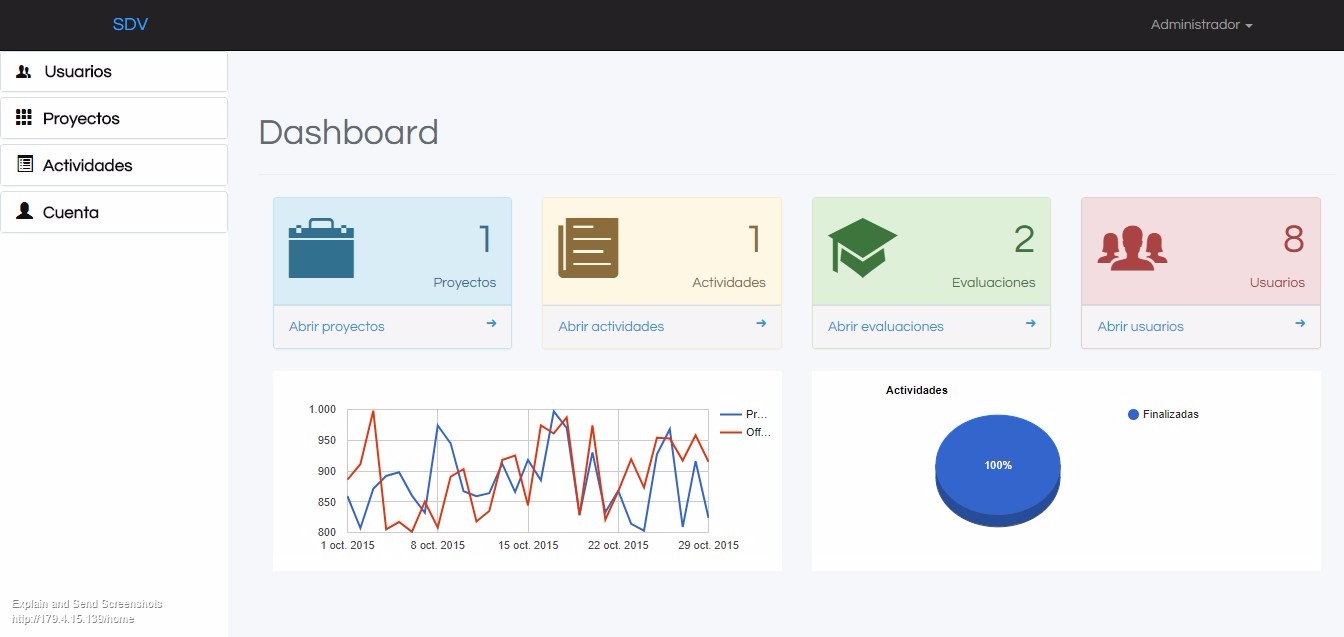 SDV
Administrador
Usuarios
Proyectos
Actividades
Cuenta
Dashboard
1
Proyectos
Abrir proyectos
1
Actividades
Abrir actividades
2
Evaluaciones
Abrir evaluaciones
8
Usuarios
Abrir usuarios
1.000
950
900
850
800
1 oct. 2015 8 oct. 2015 15 oct. 2015 22 oct. 2015 29 oct. 2015
Pr...
Off...
Actividades
100%
Finalizadas
Explain and Send Screenshots
http://179.4.15.139/home